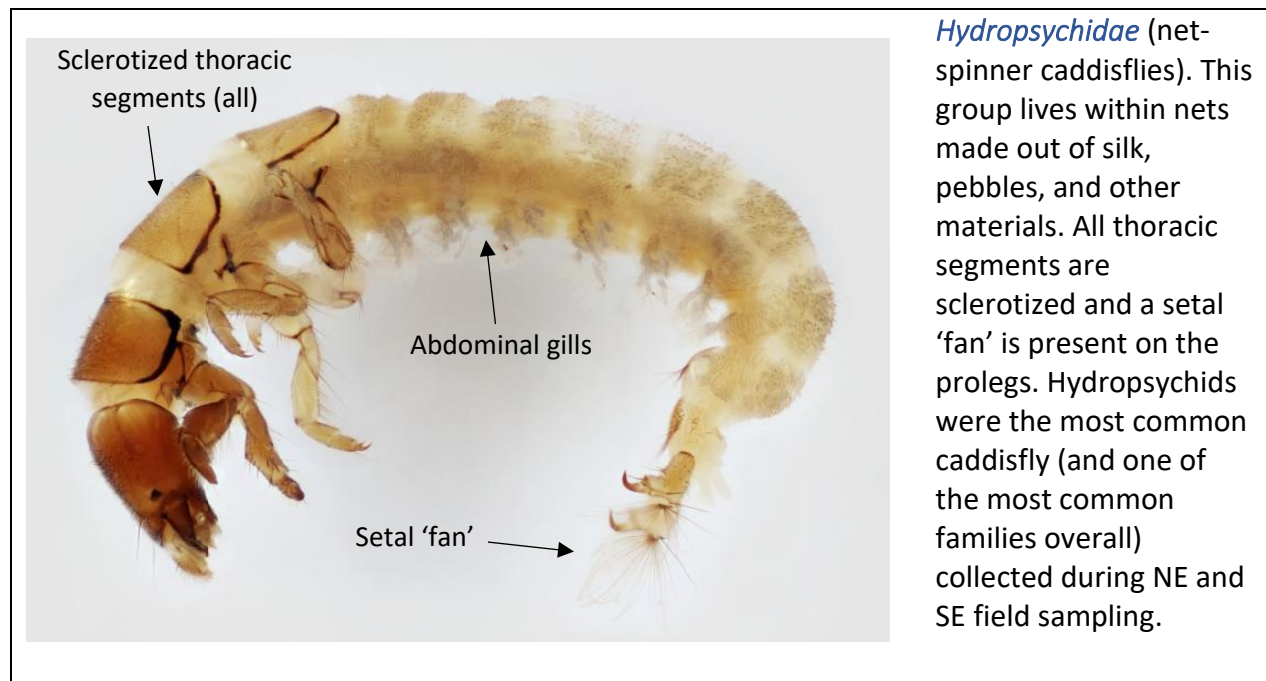 Sclerotized thoracic
segments (all)
Abdominal gills
Setal ‘fan’
Hydropsychidae (net-
spinner caddisflies). This
group lives within nets
made out of silk,
pebbles, and other
materials. All thoracic
segments are
sclerotized and a setal
‘fan’ is present on the
prolegs. Hydropsychids
were the most common
caddisfly (and one of
the most common
families overall)
collected during NE and
SE field sampling.